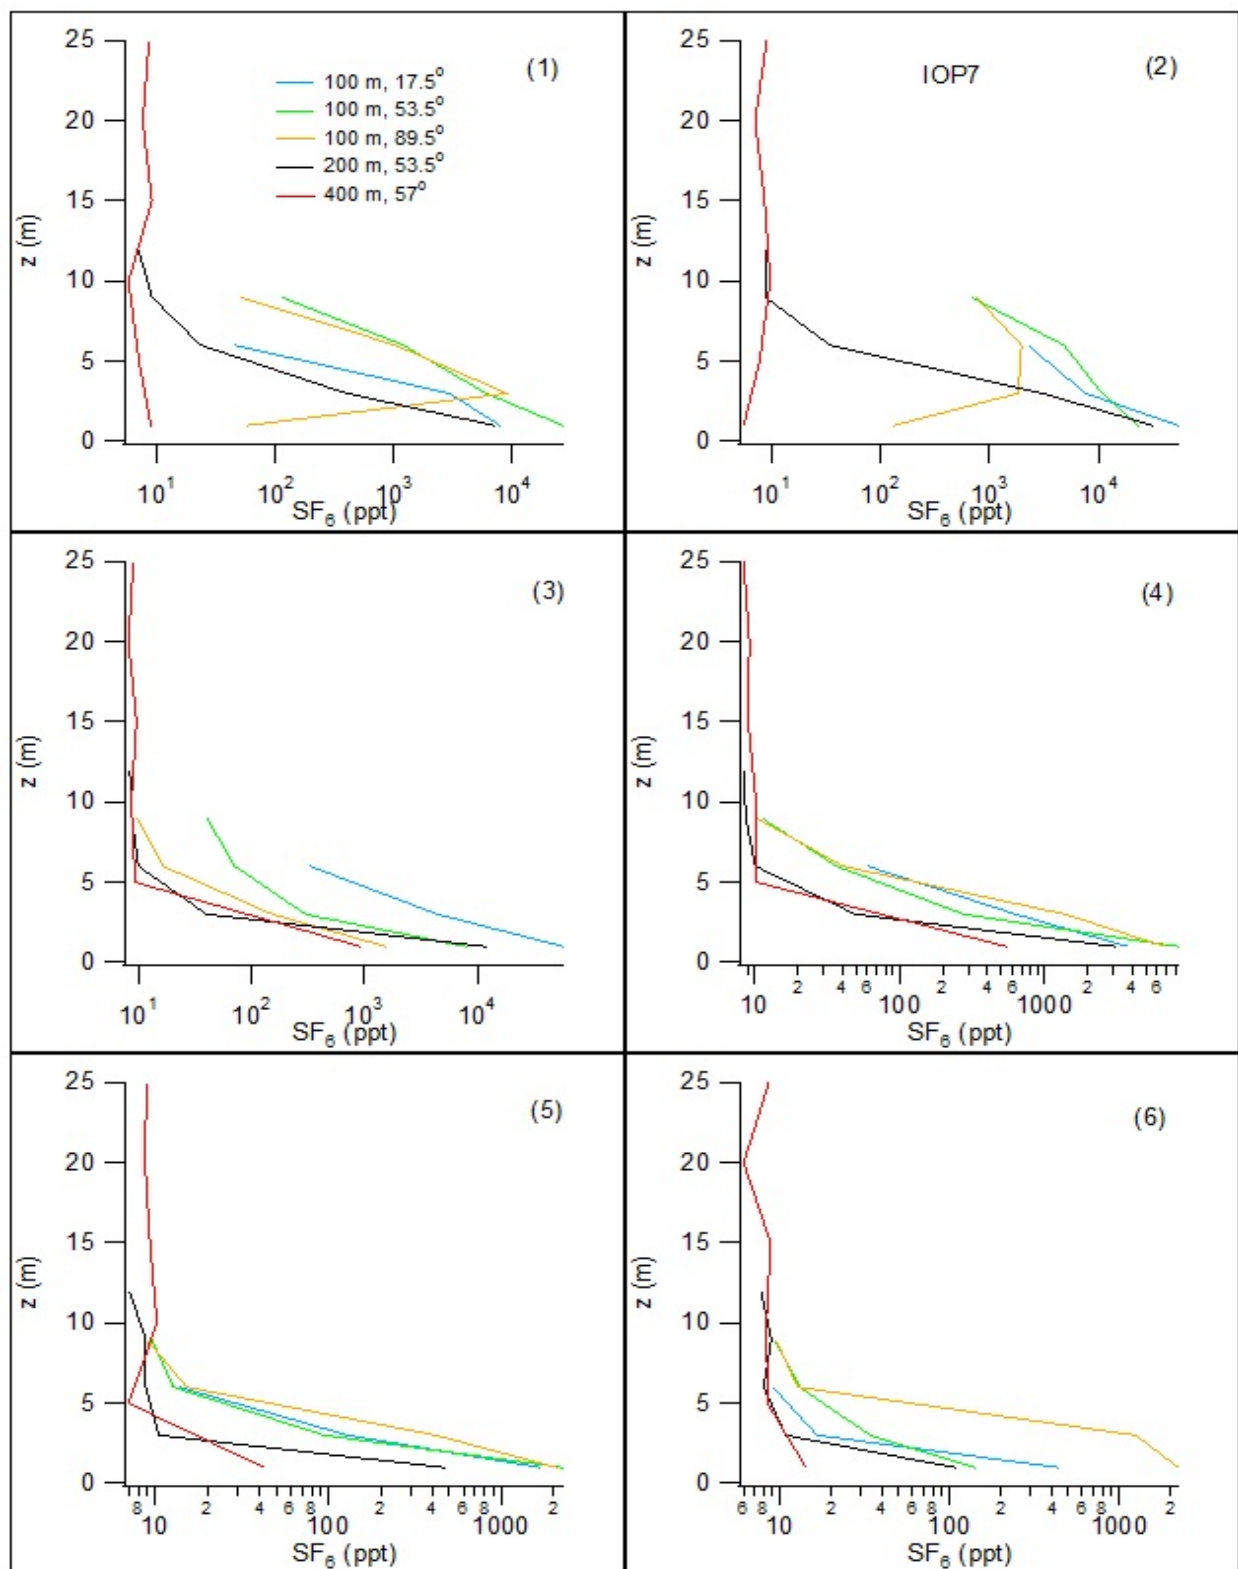 25
20
15
10
5
0
z (m)
(1)
100 m, 17.5°
100 m, 53.5°
100 m, 89.5°
200 m, 53.5°
400 m, 57°
10¹ 10² 10³ 10⁴
SF₆ (ppt)
25
20
15
10
5
0
z (m)
IOP7
(2)
10¹ 10² 10³ 10⁴
SF₆ (ppt)
25
20
15
10
5
0
z (m)
(3)
10¹ 10² 10³ 10⁴
SF₆ (ppt)
25
20
15
10
5
0
z (m)
(4)
10 2 4 6 100 2 4 6 1000 2 4 6
SF₆ (ppt)
25
20
15
10
5
0
z (m)
(5)
8 10 2 4 6 8 100 2 4 6 8 1000 2
SF₆ (ppt)
25
20
15
10
5
0
z (m)
(6)
6 8 10 2 4 6 8 100 2 4 6 8 1000 2
SF₆ (ppt)